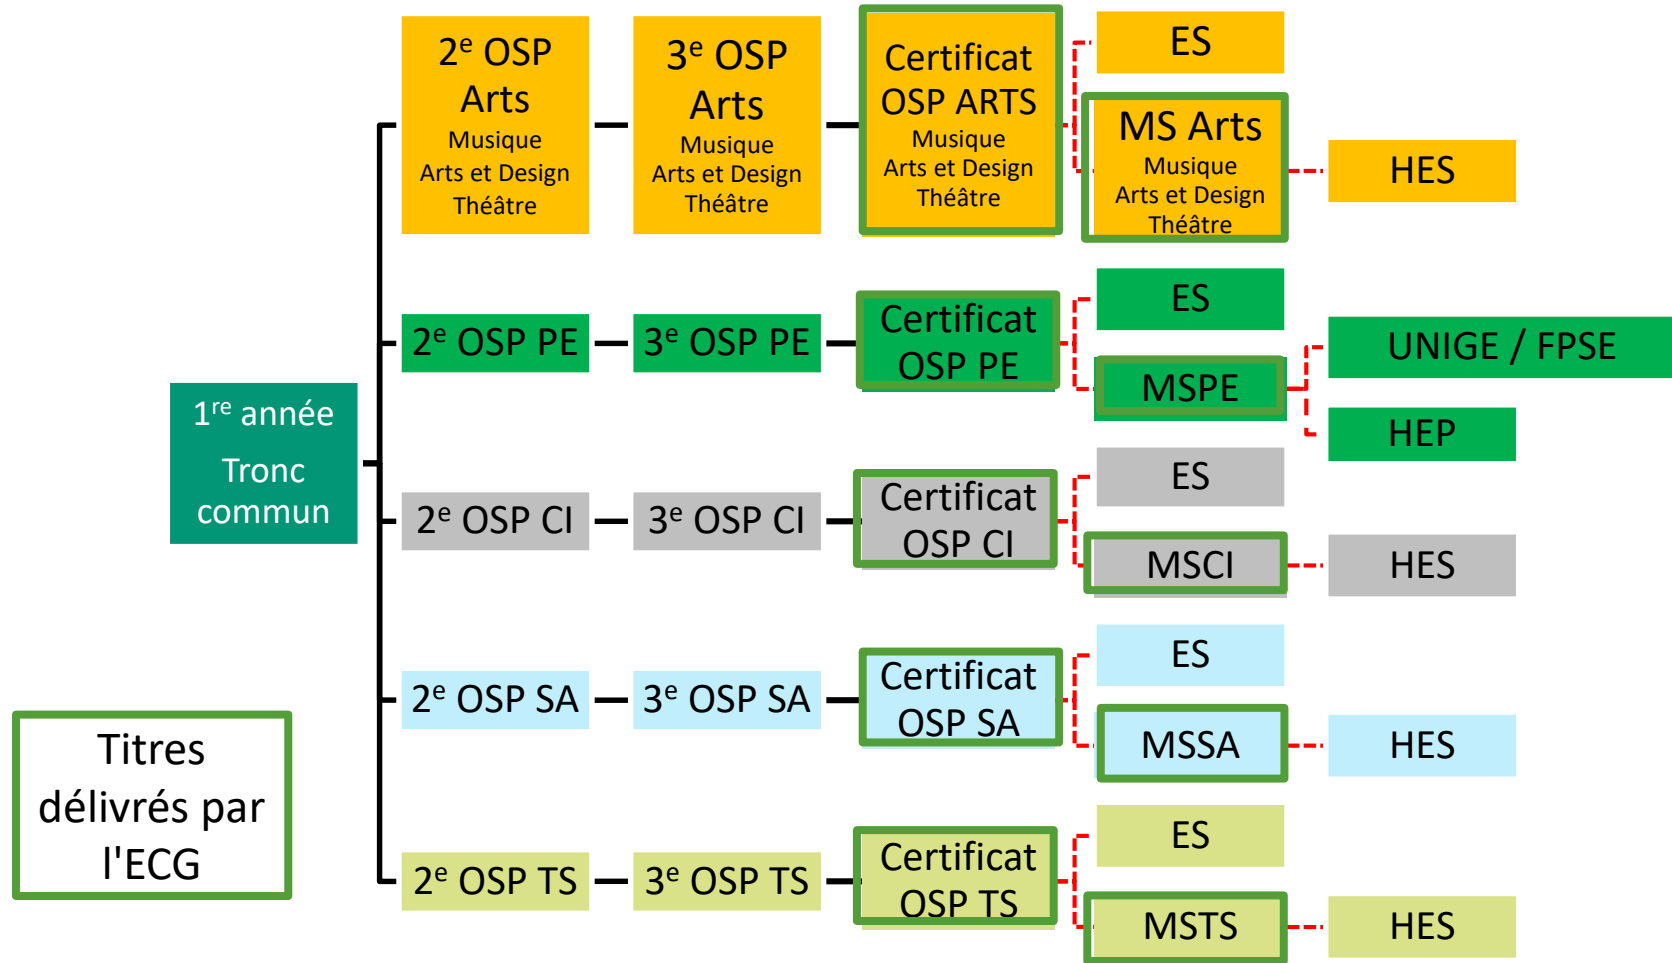 2e OSP
Arts
Musique
Arts et Design
Théâtre
3e OSP
Arts
Musique
Arts et Design
Théâtre
Certificat
OSP ARTS
Musique
Arts et Design
Théâtre
ES
MS Arts
Musique
Arts et Design
Théâtre
HES
2e OSP PE
3e OSP PE
Certificat
OSP PE
ES
MSPE
UNIGE / FPSE
HEP
1re année
Tronc
commun
2e OSP CI
3e OSP CI
Certificat
OSP CI
ES
MSCI
HES
2e OSP SA
3e OSP SA
Certificat
OSP SA
ES
MSSA
HES
Titres
délivrés par
l'ECG
2e OSP TS
3e OSP TS
Certificat
OSP TS
ES
MSTS
HES